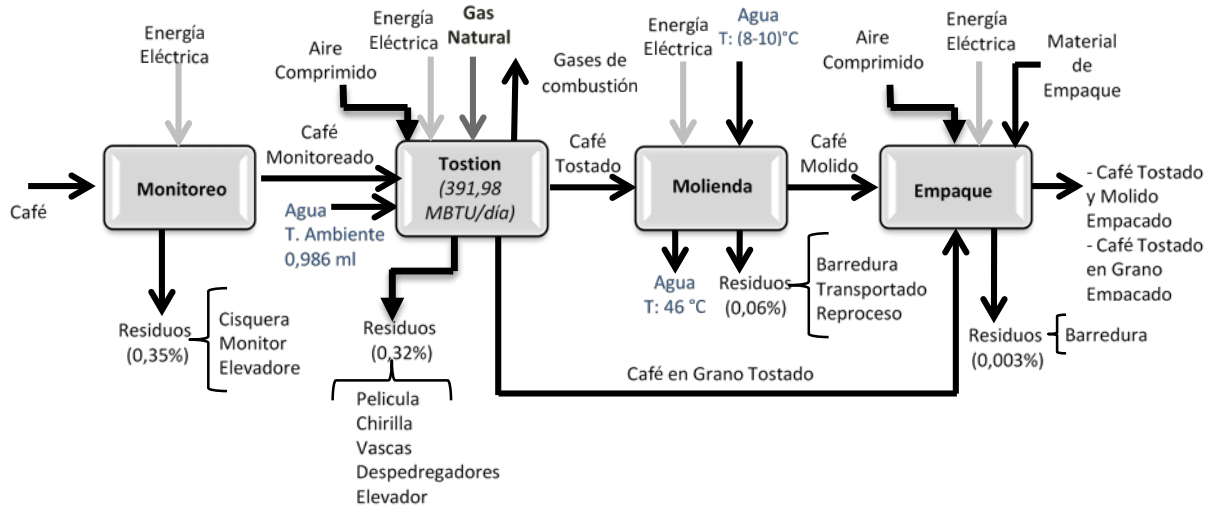 Energía
Eléctrica
Aire
Comprimido
Energía
Eléctrica
Gas
Natural
Gases de
combustión
Energía
Eléctrica
Agua
T: (8-10)°C
Aire
Comprimido
Energía
Eléctrica
Material
de
Empaque
Café
Monitoreo
Café
Monitoreado
Agua
T. Ambiente
0,986 ml
Tostion
(391,98
MBTU/día)
Café
Tostado
Molienda
Café
Molido
Empaque
- Café Tostado
y Molido
Empacado
- Café Tostado
en Grano
Empacado
Residuos
(0,35%)
Cisquera
Monitor
Elevadore
Residuos
(0,32%)
Pelicula
Chirilla
Vascas
Despedregadores
Elevador
Agua
T: 46 °C
Residuos
(0,06%)
Barredura
Transportado
Reproceso
Café en Grano Tostado
Residuos
(0,003%)
Barredura